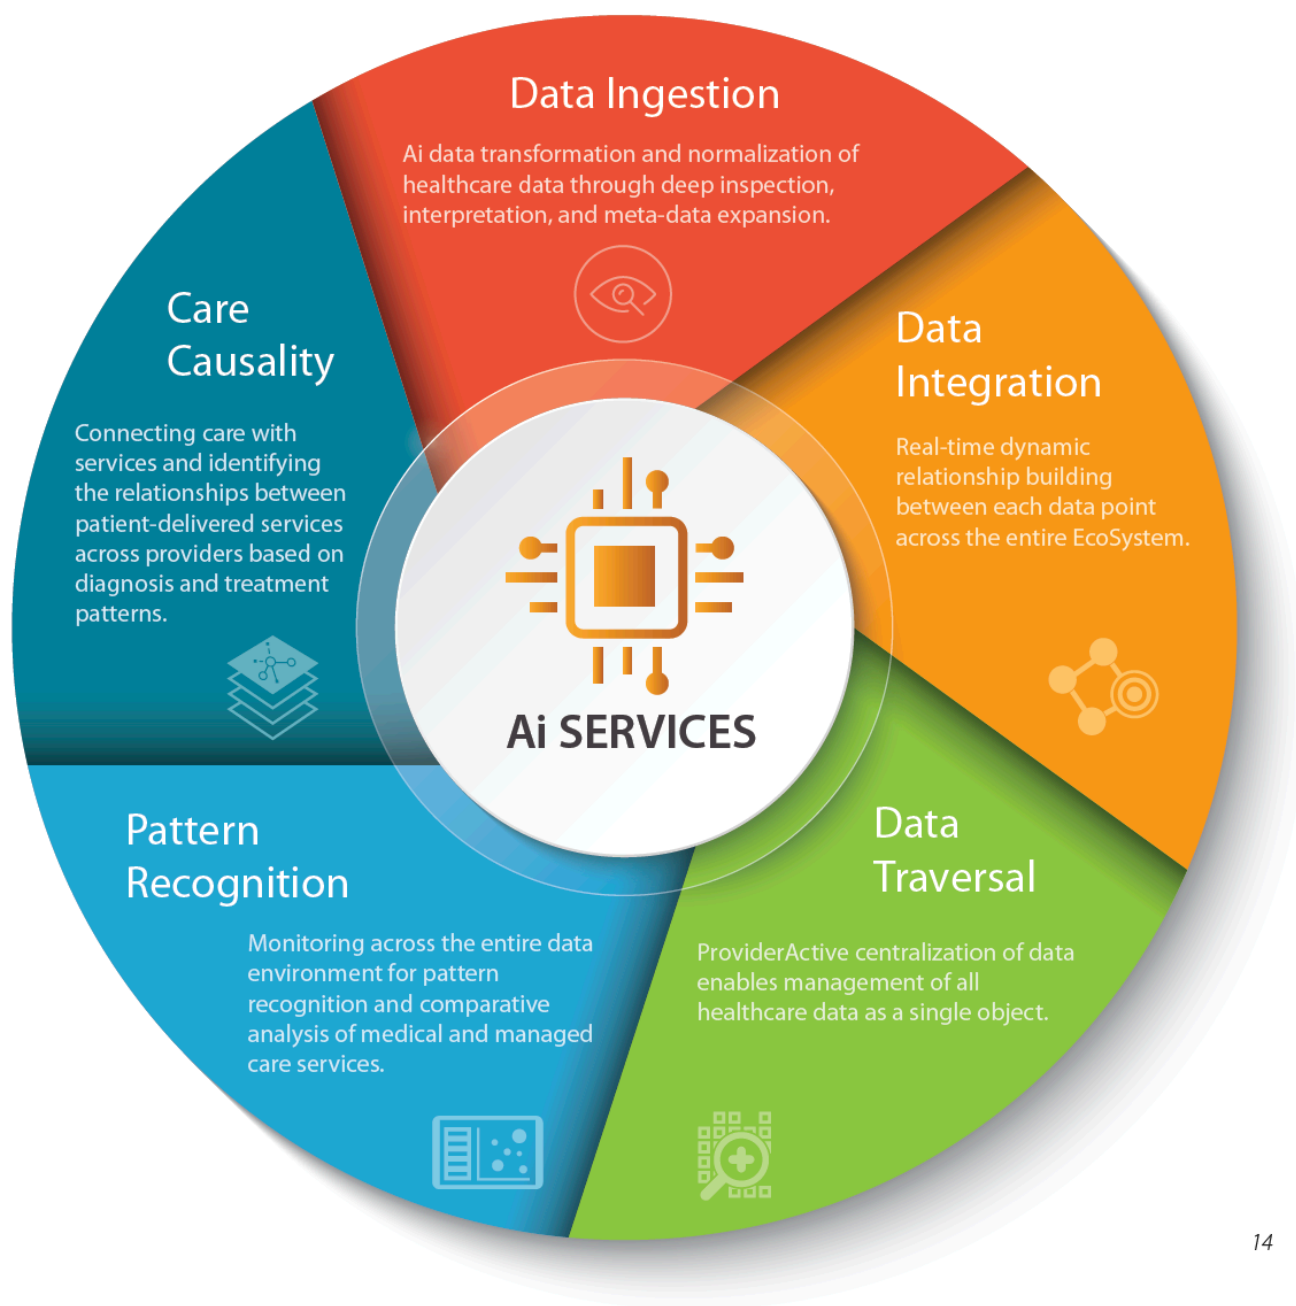 Data Ingestion
Ai data transformation and normalization of
healthcare data through deep inspection,
interpretation, and meta-data expansion.
Data
Integration
Real-time dynamic
relationship building
between each data point
across the entire EcoSystem.
Data
Traversal
ProviderActive centralization of data
enables management of all
healthcare data as a single object.
Pattern
Recognition
Monitoring across the entire data
environment for pattern
recognition and comparative
analysis of medical and managed
care services.
Care
Causality
Connecting care with
services and identifying
the relationships between
patient-delivered services
across providers based on
diagnosis and treatment
patterns.
Ai SERVICES
14